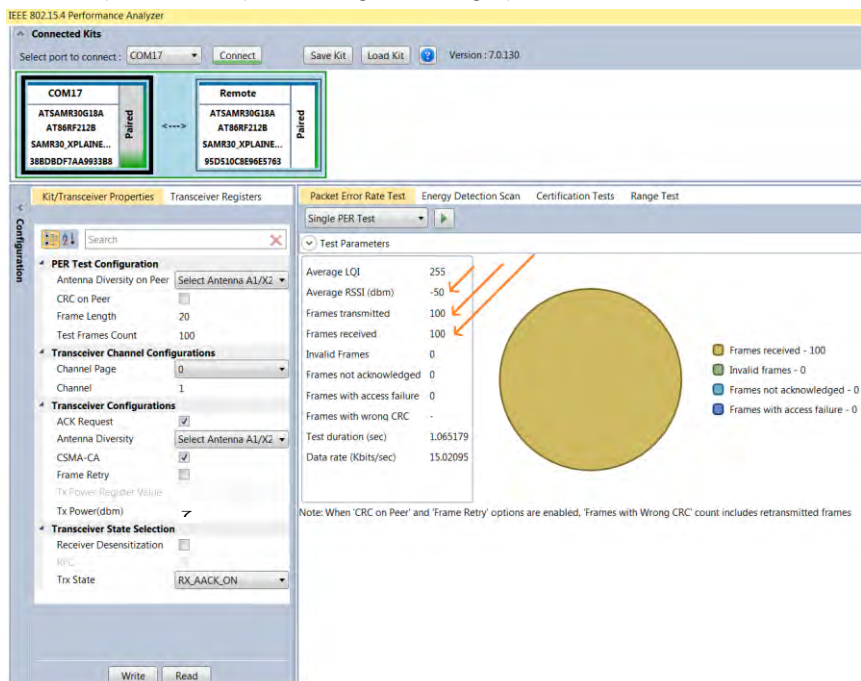 IEEE 802.15.4 Performance Analyzer
Connected Kits
Select port to connect : COM17 Connect Save Kit Load Kit ? Version : 7.0.130
COM17
ATSAMR30G18A
AT86RF212B
SAMR30_XPLAINE...
38BDBDF7AA9933B8
Paired
<--->
Remote
ATSAMR30G18A
AT86RF212B
SAMR30_XPLAINE...
95D510C8E96E5763
Paired
Configuration
Kit/Transceiver Properties Transceiver Registers
Search
PER Test Configuration
Antenna Diversity on Peer Select Antenna A1/X2
CRC on Peer
Frame Length 20
Test Frames Count 100
Transceiver Channel Configurations
Channel Page 0
Channel 1
Transceiver Configurations
ACK Request
Antenna Diversity Select Antenna A1/X2
CSMA-CA
Frame Retry
Tx Power Register Value
Tx Power(dbm) 7
Transceiver State Selection
Receiver Desensitization
RPC
Trx State RX_AACK_ON
Write Read
Packet Error Rate Test Energy Detection Scan Certification Tests Range Test
Single PER Test
Test Parameters
Average LQI 255
Average RSSI (dbm) -50
Frames transmitted 100
Frames received 100
Invalid Frames 0
Frames not acknowledged 0
Frames with access failure 0
Frames with wrong CRC -
Test duration (sec) 1.065179
Data rate (Kbits/sec) 15.02095
Frames received - 100
Invalid frames - 0
Frames not acknowledged - 0
Frames with access failure - 0
Note: When 'CRC on Peer' and 'Frame Retry' options are enabled, 'Frames with Wrong CRC' count includes retransmitted frames